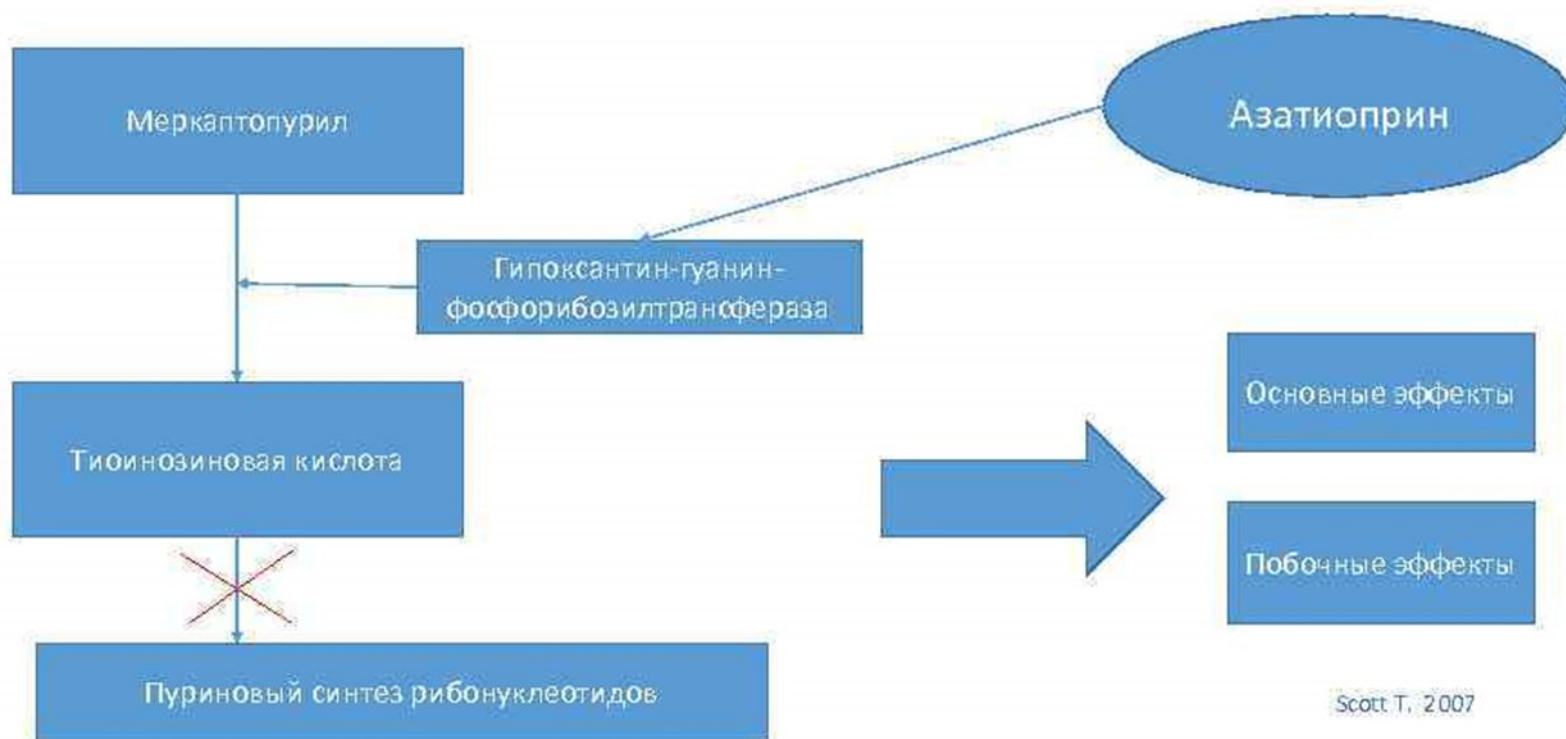 Меркаптопурил
Азатиоприн
Гипоксантин-гуанин-
фосфорибозилтрансфераза
Основные эффекты
Тиоинозиновая кислота
Побочные эффекты
Пуриновый синтез рибонуклеотидов
Scott T. 2007